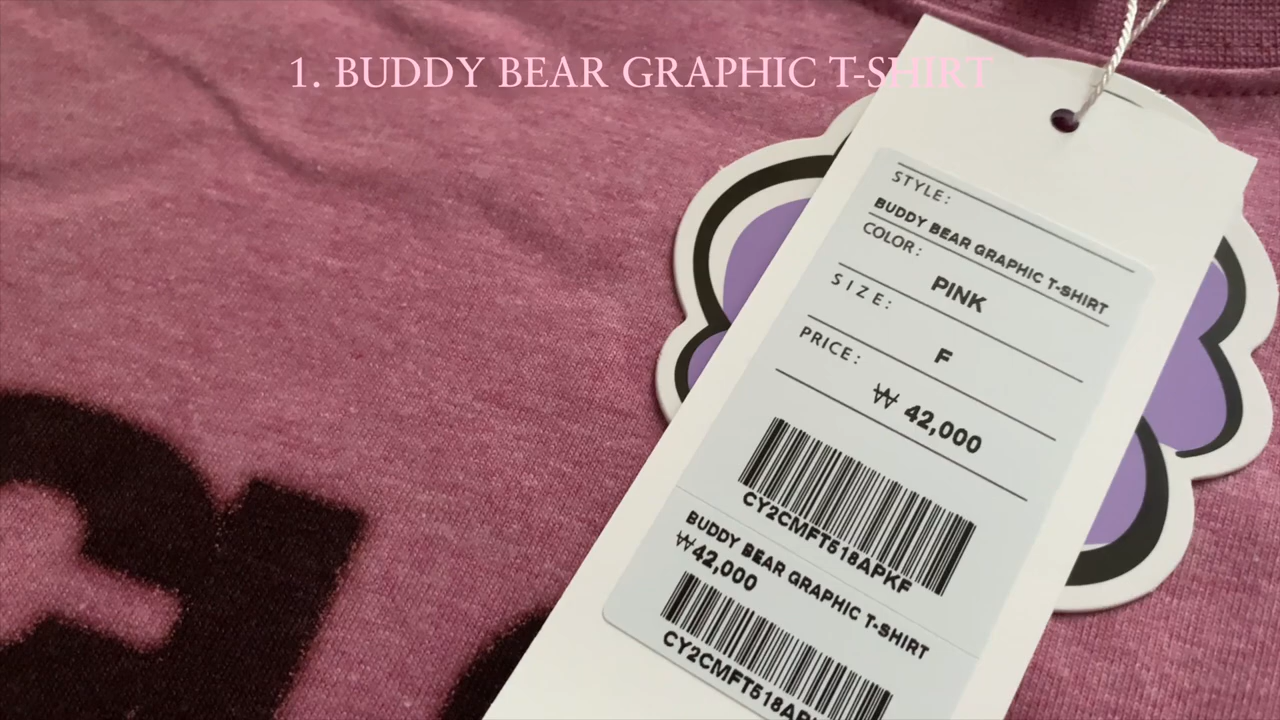 1. BUDDY BEAR GRAPHIC T-SHIRT
STYLE:
BUDDY BEAR GRAPHIC T-SHIRT
COLOR:
PINK
SIZE:
F
PRICE:
₩ 42,000
CY2CMFT518APKF
BUDDY BEAR GRAPHIC T-SHIRT
₩42,000